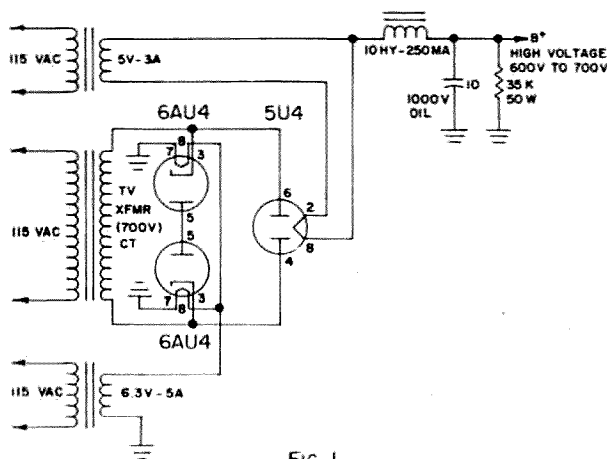 115 VAC
5V-3A
10 HY-250MA
B+
HIGH VOLTAGE
600V TO 700V
10
1000V
OIL
35 K
50 W
6AU4
5U4
8
7
3
5
6
2
8
4
115 VAC
TV
XFMR
(700V)
CT
5
7
8
3
6AU4
115 VAC
6.3V-5A
FIG. 1